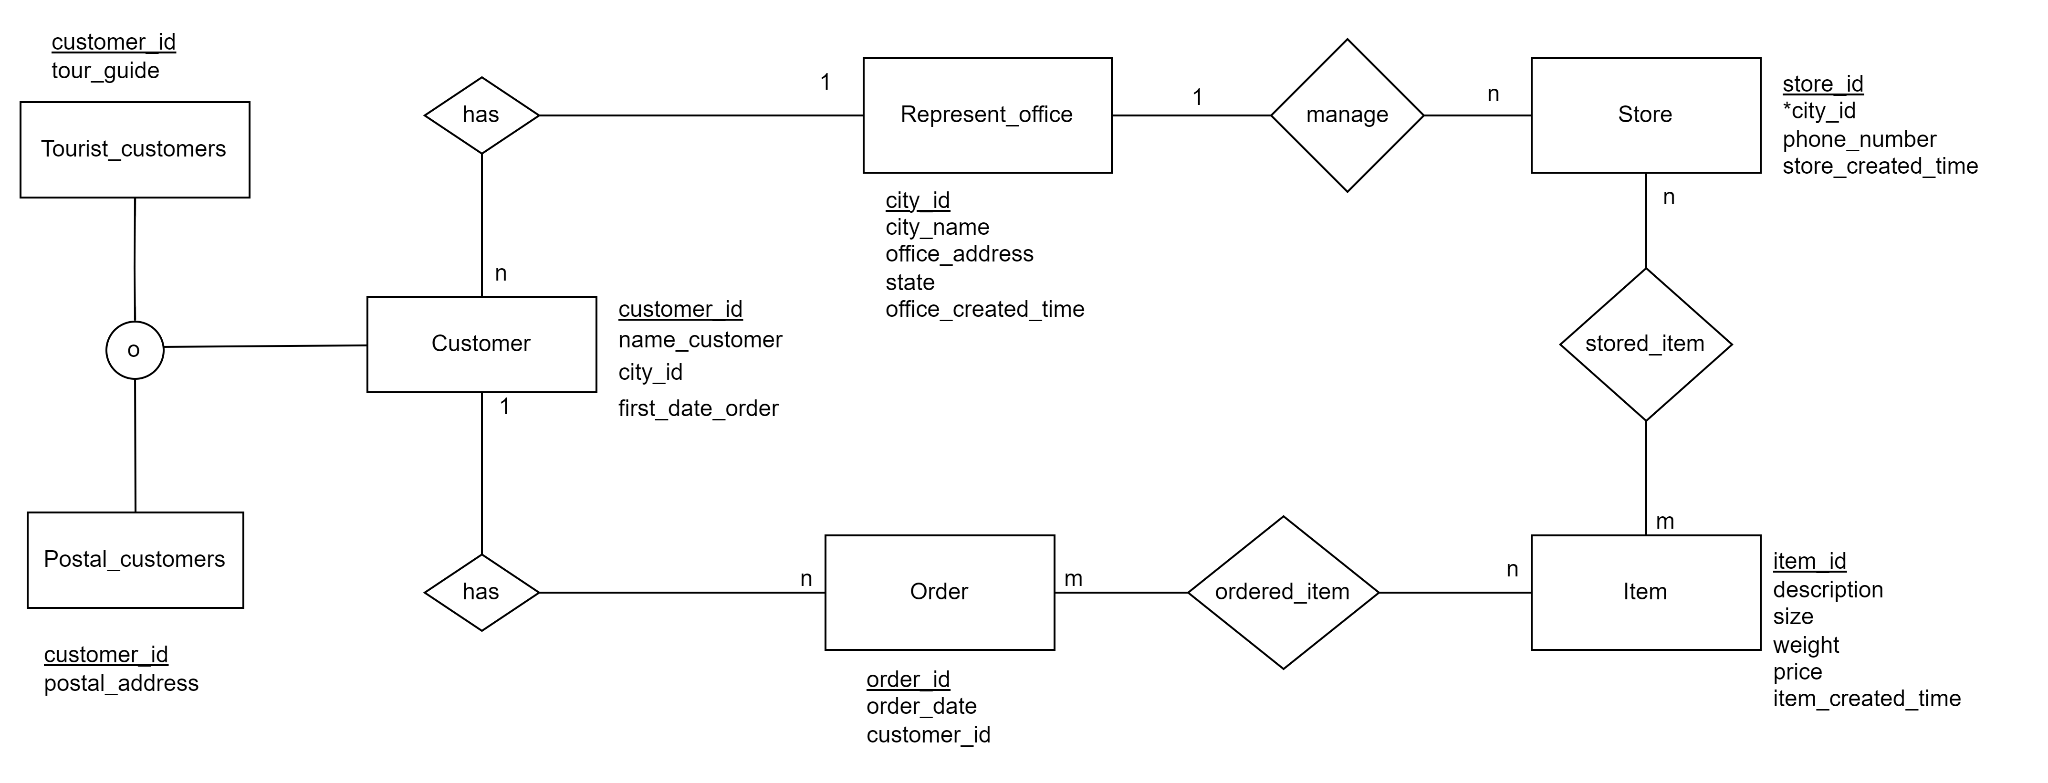 customer_id
tour_guide
Tourist_customers
has
1
Represent_office
1
manage
n
Store
store_id
*city_id
phone_number
store_created_time
city_id
city_name
office_address
state
office_created_time
n
n
o
Customer
customer_id
name_customer
city_id
first_date_order
1
stored_item
m
Postal_customers
customer_id
postal_address
has
n
Order
m
ordered_item
n
Item
item_id
description
size
weight
price
item_created_time
order_id
order_date
customer_id